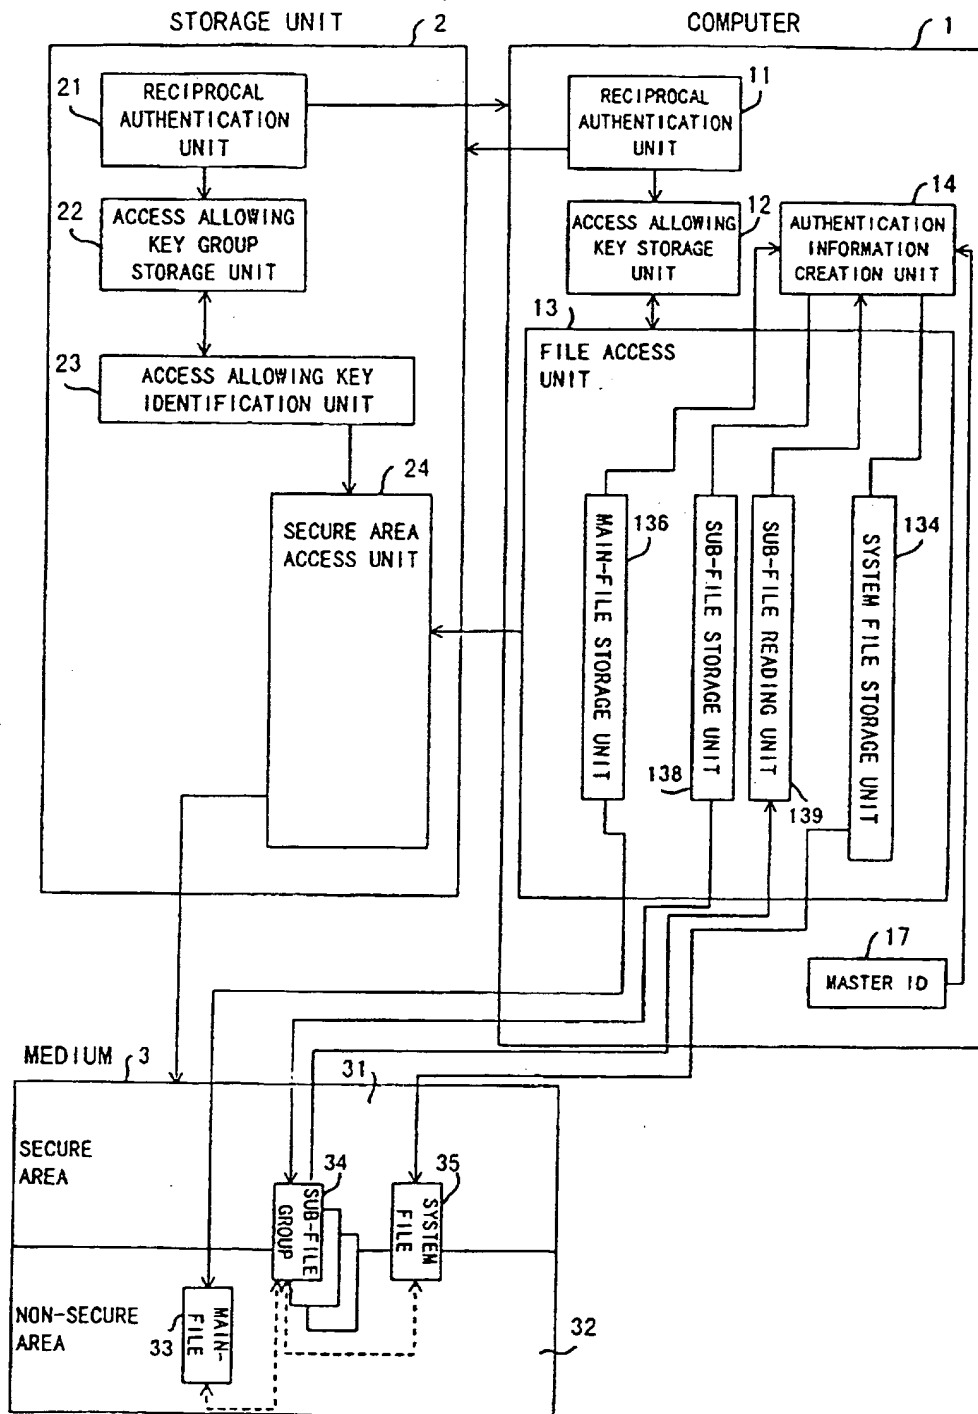 STORAGE UNIT
2
COMPUTER
1
21
RECIPROCAL
AUTHENTICATION
UNIT
11
RECIPROCAL
AUTHENTICATION
UNIT
22
ACCESS ALLOWING
KEY GROUP
STORAGE UNIT
12
ACCESS ALLOWING
KEY STORAGE
UNIT
14
AUTHENTICATION
INFORMATION
CREATION UNIT
13
FILE ACCESS
UNIT
23
ACCESS ALLOWING KEY
IDENTIFICATION UNIT
24
SECURE AREA
ACCESS UNIT
MAIN-FILE STORAGE UNIT
136
SUB-FILE STORAGE UNIT
138
SUB-FILE READING UNIT
139
SYSTEM FILE STORAGE UNIT
134
17
MASTER ID
MEDIUM
3
31
SECURE
AREA
34
SUB-FILE
GROUP
35
SYSTEM
FILE
NON-SECURE
AREA
33
MAIN-
FILE
32